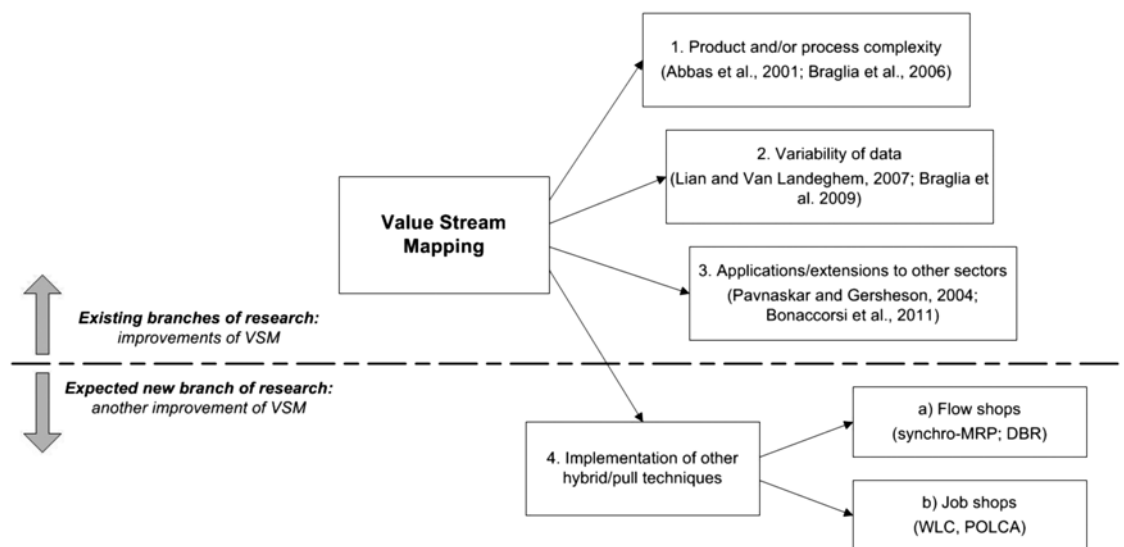 1. Product and/or process complexity
(Abbas et al., 2001; Braglia et al., 2006)
2. Variability of data
(Lian and Van Landeghem, 2007; Braglia et
al. 2009)
Value Stream
Mapping
3. Applications/extensions to other sectors
(Pavnaskar and Gersheson, 2004;
Bonaccorsi et al., 2011)
Existing branches of research:
improvements of VSM
Expected new branch of research:
another improvement of VSM
4. Implementation of other
hybrid/pull techniques
a) Flow shops
(synchro-MRP; DBR)
b) Job shops
(WLC, POLCA)